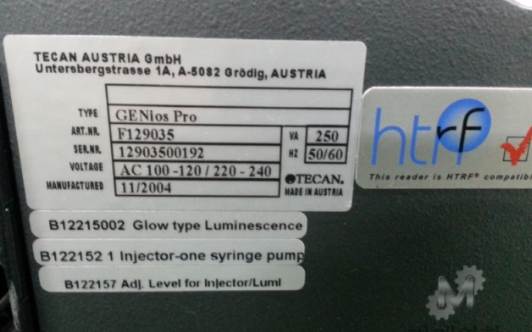 TECAN AUSTRIA GmbH
Untersbergstrasse 1A, A-5082 Grödig, AUSTRIA
TYPE GENios Pro
ART.NR. F129035 VA 250
SER.NR. 12903500192 HZ 50/60
VOLTAGE AC 100-120 / 220 - 240 TECAN.
MANUFACTURED 11/2004 MADE IN AUSTRIA
htrf
This reader is HTRF® compatib
B12215002 Glow type Luminescence
B122152 1 Injector-one syringe pump
B122157 Adj. Level for Injector/Lumi
M